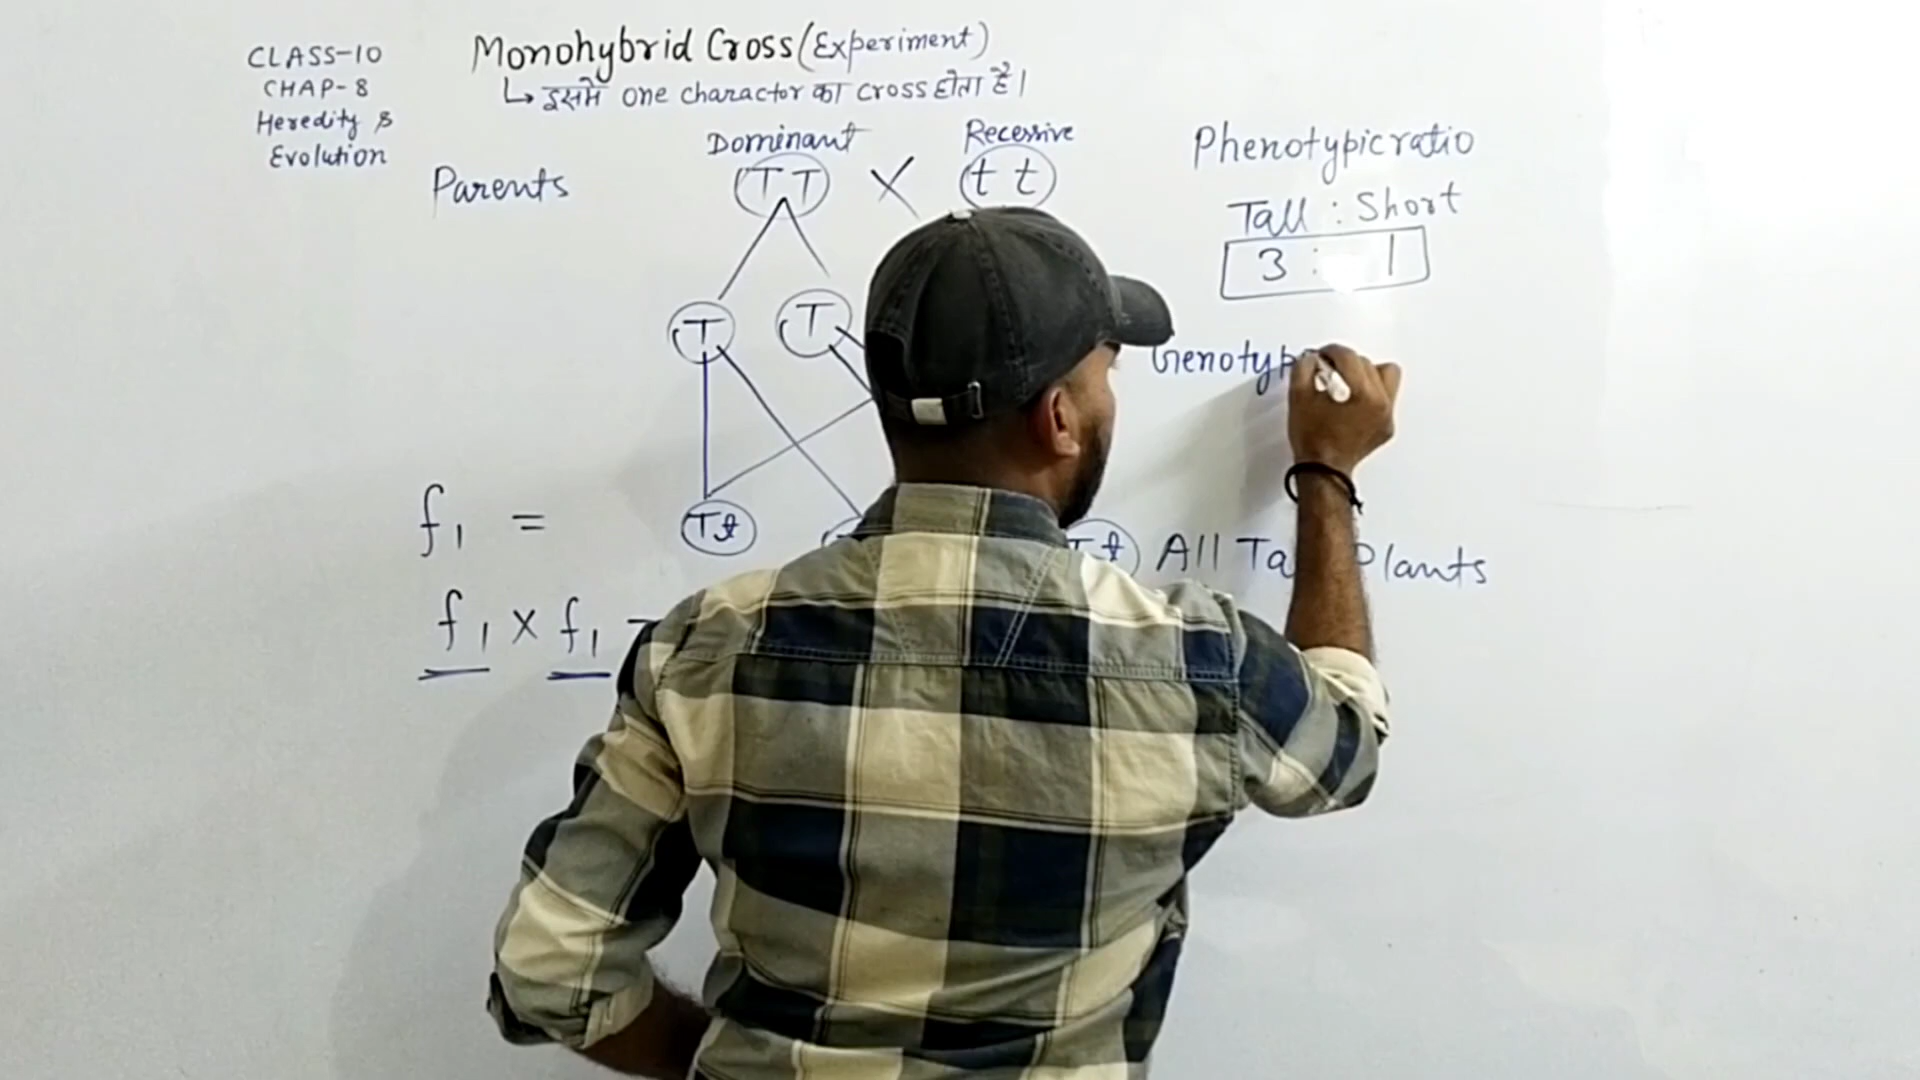 CLASS-10
CHAP-8
Heredity &
Evolution
Monohybrid Cross (Experiment)
↳ इसमे one charactor का cross होता है।
Parents
Dominant
TT
X
Recessive
tt
T
T
f1 =
Tt
Tt
All Ta
Plants
f1 x f1
Phenotypic ratio
Tall : Short
3 : 1
Genotyp